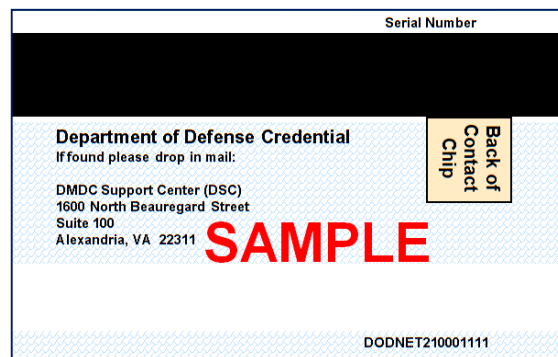 Serial Number
Back of
Contact
Chip
Department of Defense Credential
If found please drop in mail:
DMDC Support Center (DSC)
1600 North Beauregard Street
Suite 100
Alexandria, VA 22311
SAMPLE
DODNET210001111